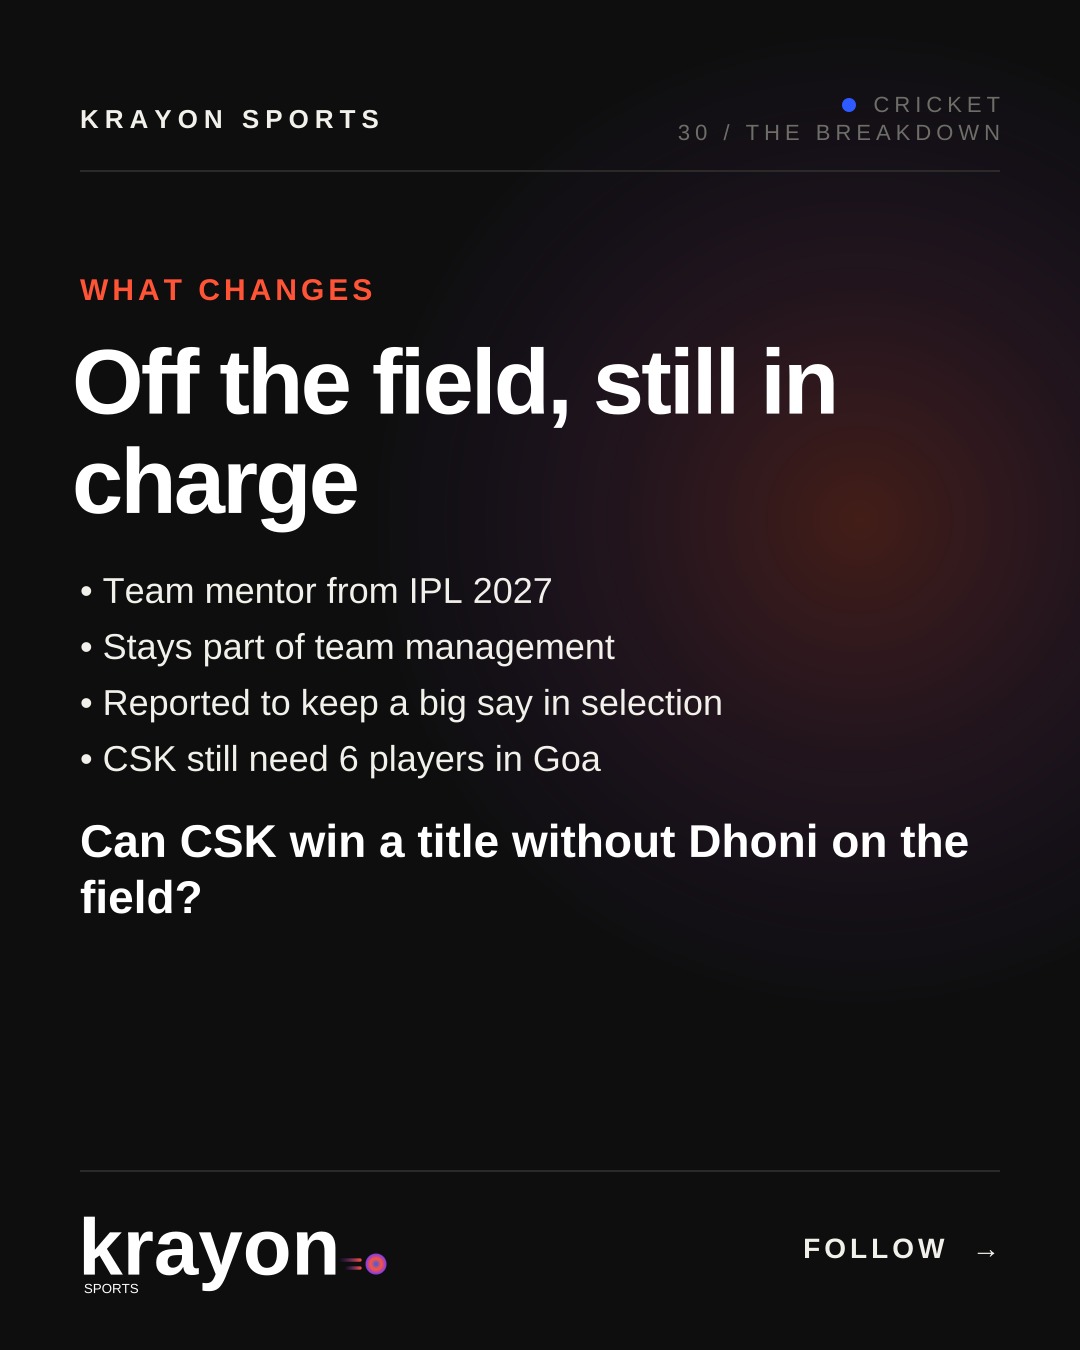 KRAYON SPORTS
CRICKET
30 / THE BREAKDOWN
WHAT CHANGES
Off the field, still in
charge
• Team mentor from IPL 2027
• Stays part of team management
• Reported to keep a big say in selection
• CSK still need 6 players in Goa
Can CSK win a title without Dhoni on the
field?
krayon
SPORTS
FOLLOW →